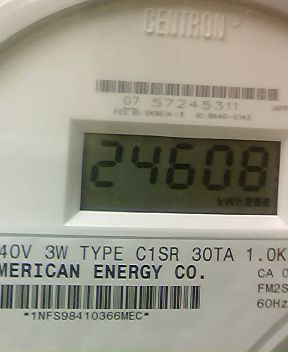 CENTRON
07 57245311
24608
kWh
40V 3W TYPE C1SR 30TA 1.0K
MERICAN ENERGY CO.
CA 0
FM2S
60Hz
*1NFS98410366MEC*